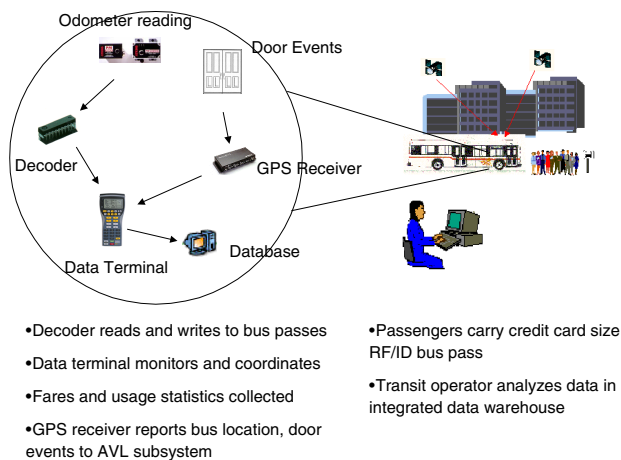 Odometer reading
Door Events
Decoder
GPS Receiver
Data Terminal
Database
•Decoder reads and writes to bus passes
•Data terminal monitors and coordinates
•Fares and usage statistics collected
•GPS receiver reports bus location, door
events to AVL subsystem
•Passengers carry credit card size
RF/ID bus pass
•Transit operator analyzes data in
integrated data warehouse